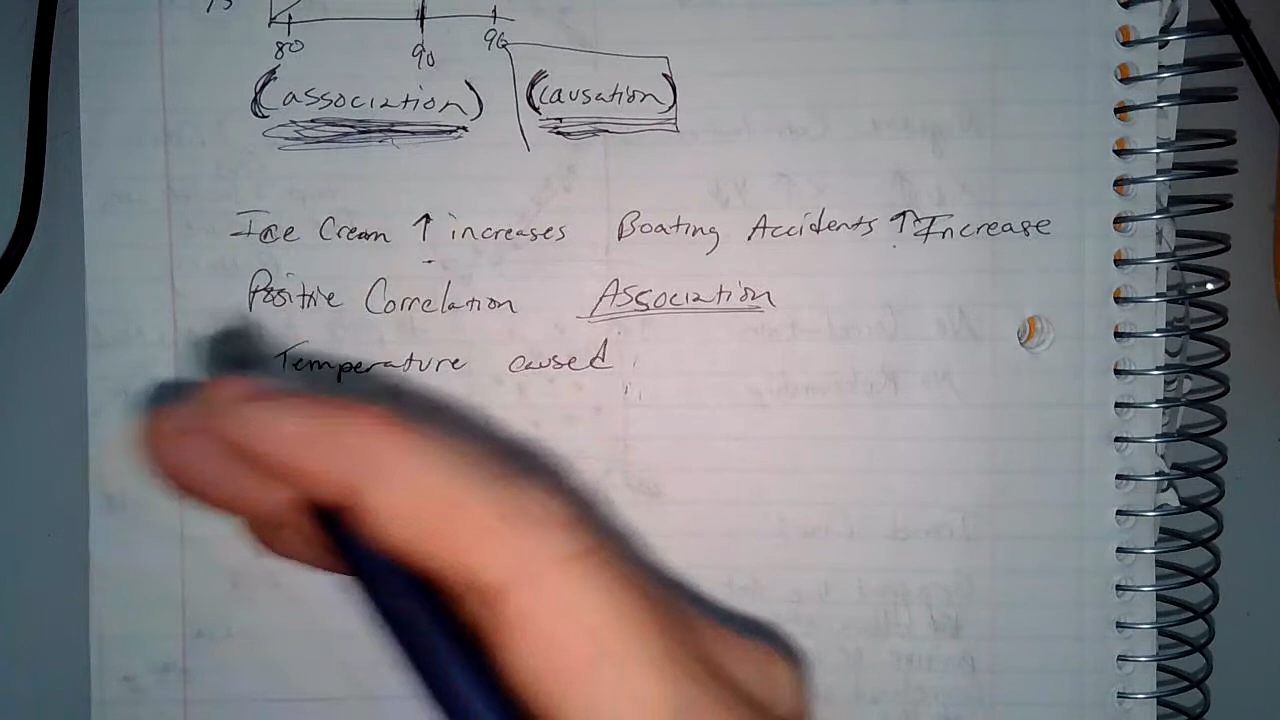 80 90 96
(association) (causation)
Ice Cream ↑ increases Boating Accidents ↑ Increase
Positive Correlation Association
Temperature caused